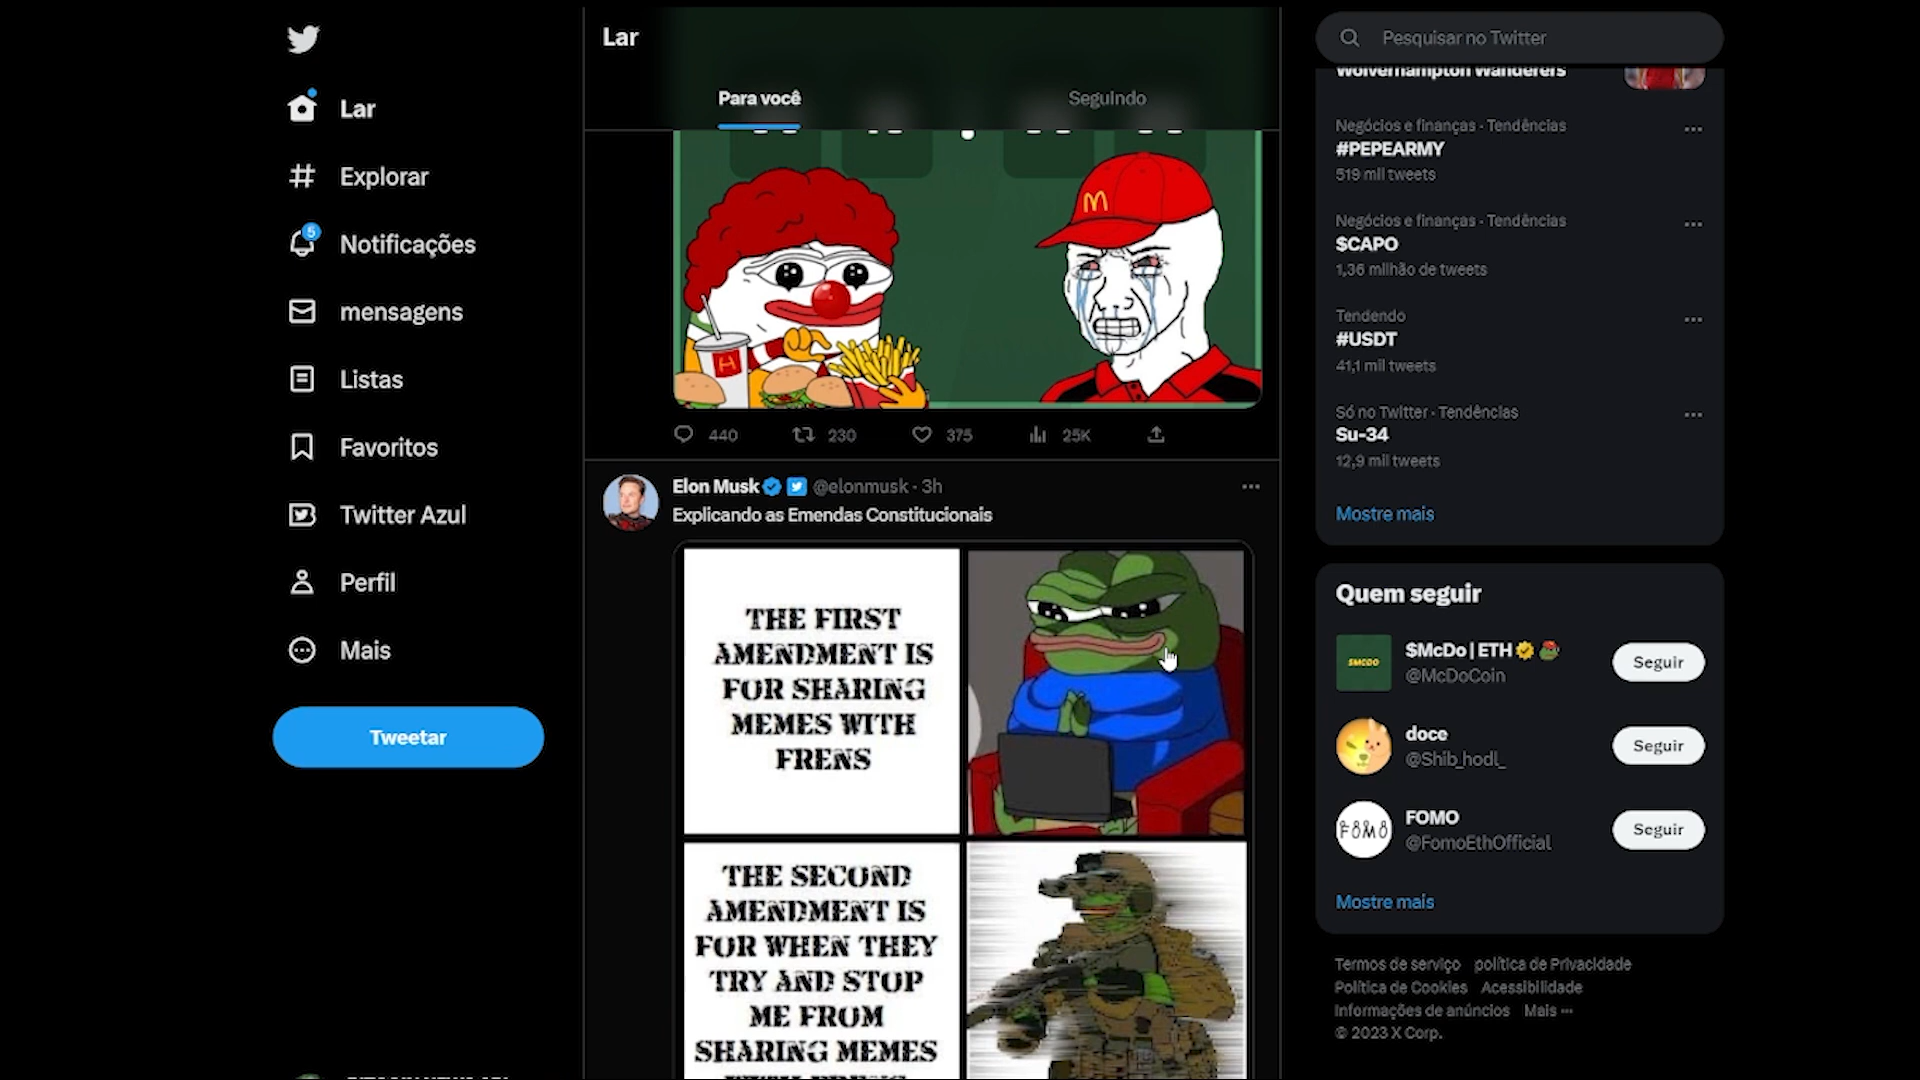 Lar
Explorar
5
Notificações
mensagens
Listas
Favoritos
Twitter Azul
Perfil
Mais
Tweetar
Lar
Para você
Seguindo
440
230
375
25K
Elon Musk @elonmusk · 3h
Explicando as Emendas Constitucionais
THE FIRST
AMENDMENT IS
FOR SHARING
MEMES WITH
FRENS
THE SECOND
AMENDMENT IS
FOR WHEN THEY
TRY AND STOP
ME FROM
SHARING MEMES
Pesquisar no Twitter
Wolverhampton Wanderers
Negócios e finanças · Tendências
#PEPEARMY
519 mil tweets
Negócios e finanças · Tendências
$CAPO
1,36 milhão de tweets
Tendendo
#USDT
41,1 mil tweets
Só no Twitter · Tendências
Su-34
12,9 mil tweets
Mostre mais
Quem seguir
$MCDO
$McDo | ETH
@McDoCoin
Seguir
doce
@Shib_hodl_
Seguir
FOMO
FOMO
@FomoEthOfficial
Seguir
Mostre mais
Termos de serviço política de Privacidade
Política de Cookies Acessibilidade
Informações de anúncios Mais ···
© 2023 X Corp.